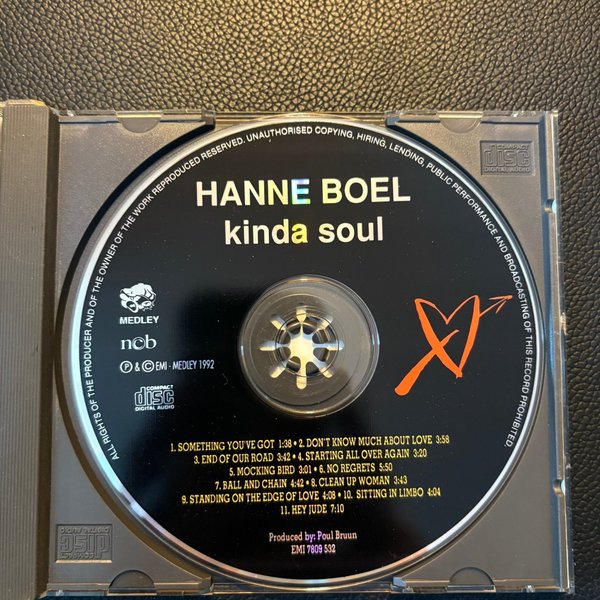 ALL RIGHTS OF THE PRODUCER AND OF THE OWNER OF THE WORK REPRODUCED RESERVED. UNAUTHORISED COPYING, HIRING, LENDING, PUBLIC PERFORMANCE AND BROADCASTING OF THIS RECORD PROHIBITED.
HANNE BOEL
kinda soul
MEDLEY
ncb
Ⓟ & © EMI - MEDLEY 1992
COMPACT
disc
DIGITAL AUDIO
1. SOMETHING YOU'VE GOT 1:38 • 2. DON'T KNOW MUCH ABOUT LOVE 3:58
3. END OF OUR ROAD 3:42 • 4. STARTING ALL OVER AGAIN 3:20
5. MOCKING BIRD 3:01 • 6. NO REGRETS 5:50
7. BALL AND CHAIN 4:42 • 8. CLEAN UP WOMAN 3:43
9. STANDING ON THE EDGE OF LOVE 4:08 • 10. SITTING IN LIMBO 4:04
11. HEY JUDE 7:10
Produced by: Poul Bruun
EMI 7809 532
COMPACT
disc
DIGITAL AUDIO
COMPACT
disc
DIGITAL AUDIO